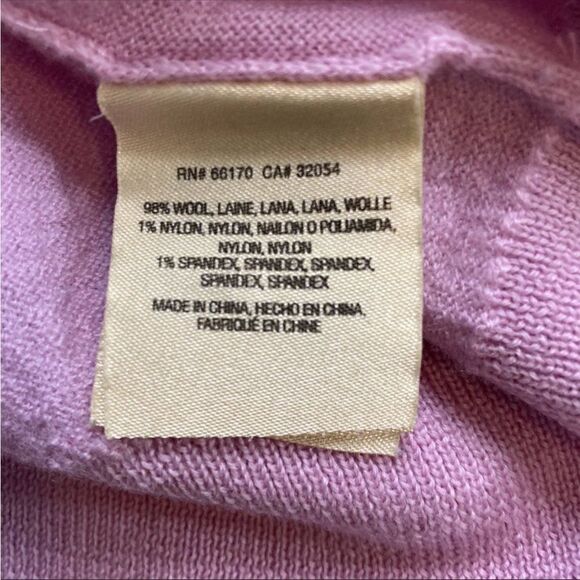 RN# 66170 CA# 32054
98% WOOL, LAINE, LANA, LANA, WOLLE
1% NYLON, NYLON, NAILON O POLIAMIDA,
NYLON, NYLON
1% SPANDEX, SPANDEX, SPANDEX,
SPANDEX, SPANDEX
MADE IN CHINA, HECHO EN CHINA,
FABRIQUÉ EN CHINE